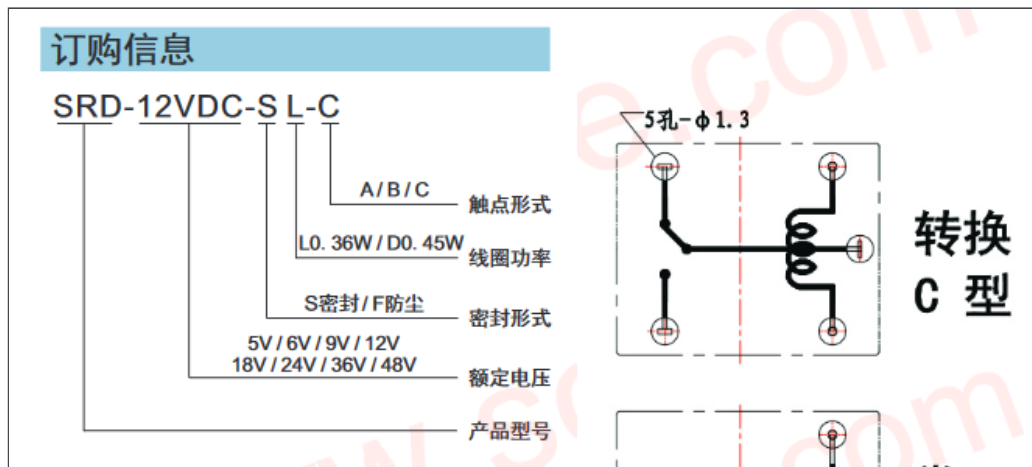 订购信息
SRD-12VDC-S L-C
A / B / C
触点形式
L0. 36W / D0. 45W
线圈功率
S密封 / F防尘
密封形式
5V / 6V / 9V / 12V
18V / 24V / 36V / 48V
额定电压
产品型号
5孔-ϕ1.3
转换
C 型